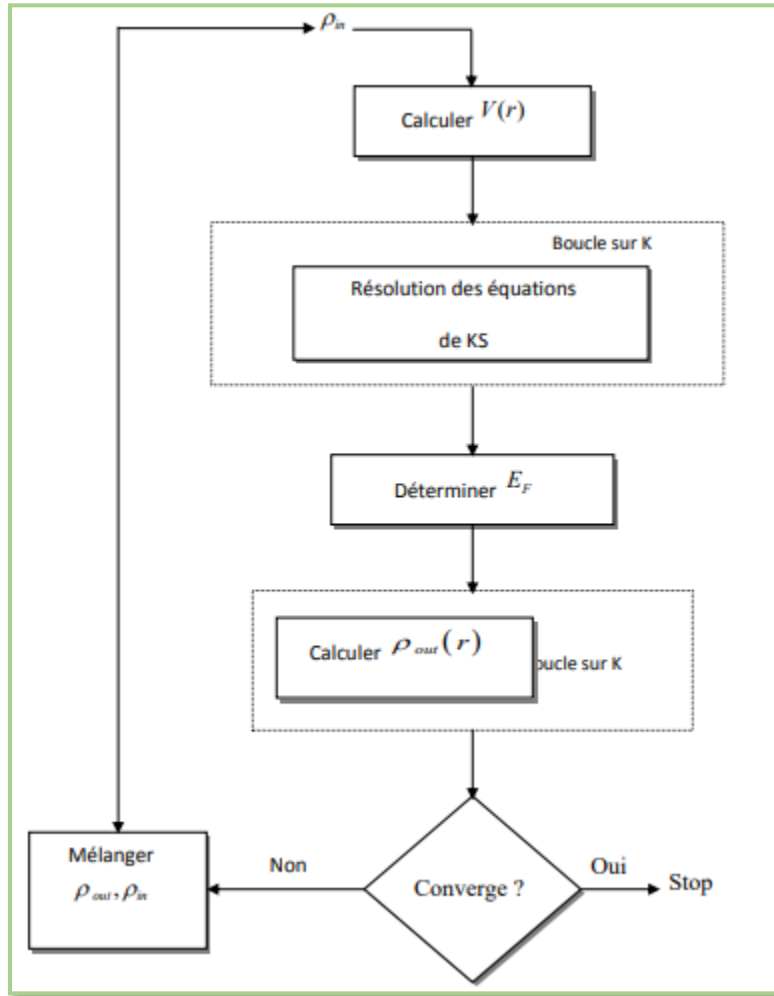 ρin
Calculer V(r)
Boucle sur K
Résolution des équations
de KS
Déterminer EF
Calculer ρout(r)
oucle sur K
Mélanger
ρout, ρin
Non
Converge ?
Oui
Stop